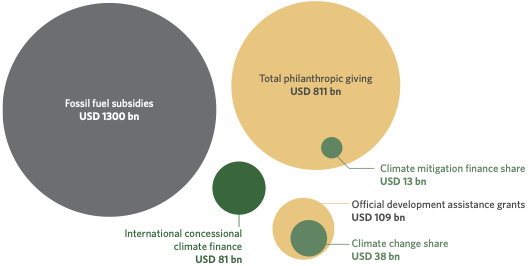 Fossil fuel subsidies
USD 1300 bn
Total philanthropic giving
USD 811 bn
Climate mitigation finance share
USD 13 bn
Official development assistance grants
USD 109 bn
International concessional
climate finance
USD 81 bn
Climate change share
USD 38 bn